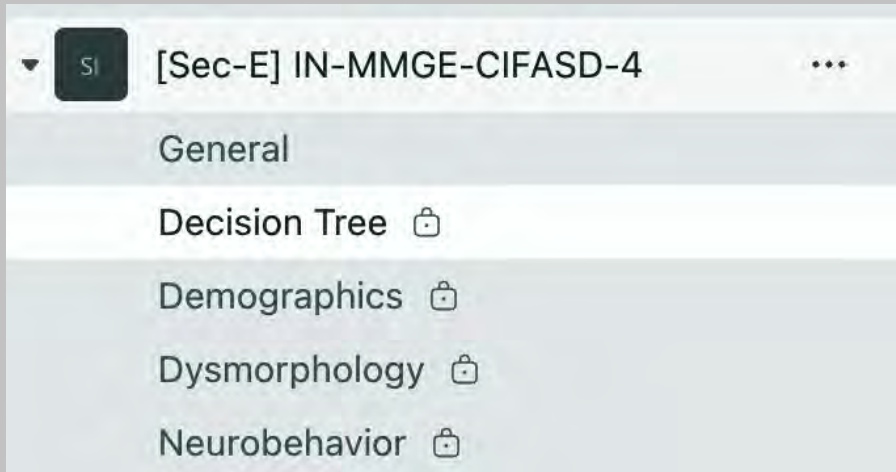 SI [Sec-E] IN-MMGE-CIFASD-4 ...
General
Decision Tree
Demographics
Dysmorphology
Neurobehavior